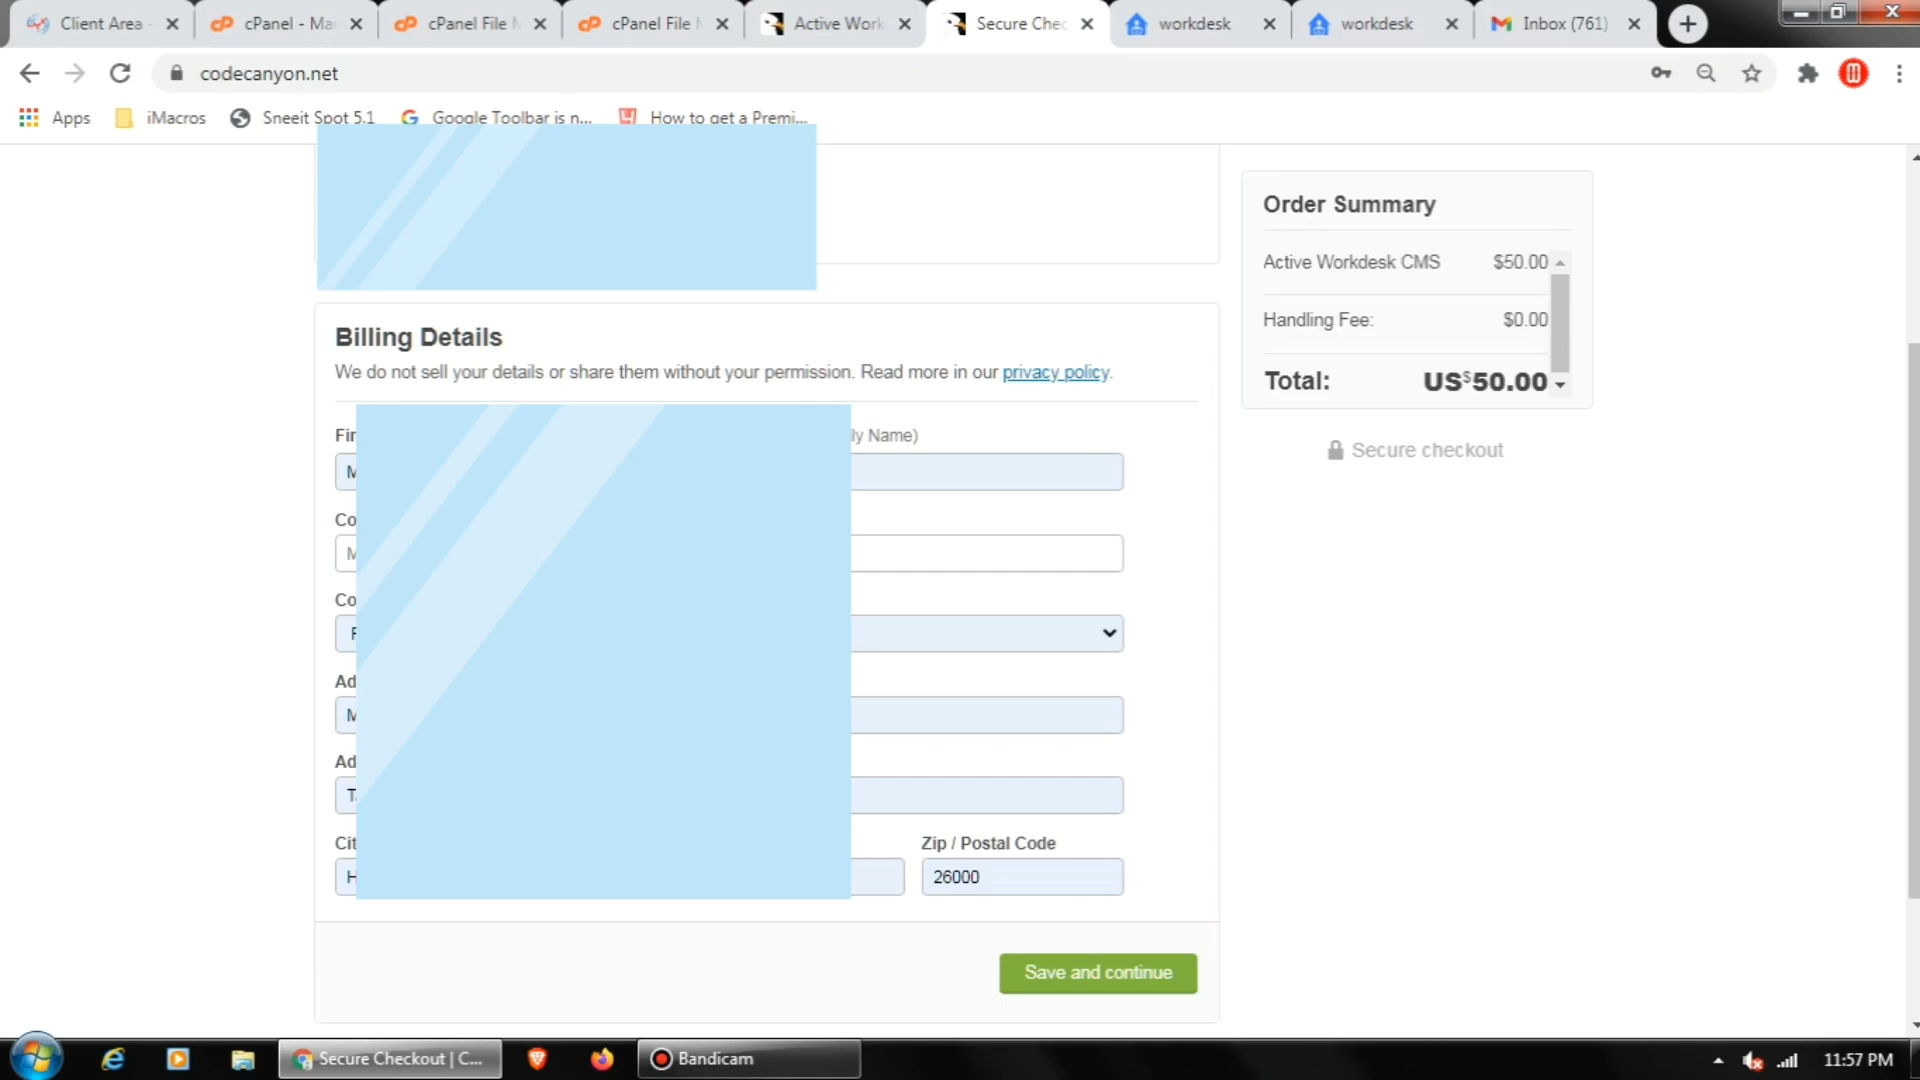 Client Area -
cPanel - Ma
cPanel File M
cPanel File M
Active Work
Secure Chec
workdesk
workdesk
Inbox (761)
codecanyon.net
Apps
iMacros
Sneeit Spot 5.1
Google Toolbar is n...
How to get a Premi...
Order Summary
Active Workdesk CMS $50.00
Handling Fee: $0.00
Total: US$50.00
Secure checkout
Billing Details
We do not sell your details or share them without your permission. Read more in our privacy policy.
Fir ly Name)
M
Co
M
Co
Ad
M
Ad
T
Cit Zip / Postal Code
H 26000
Save and continue
Secure Checkout | C...
Bandicam
11:57 PM